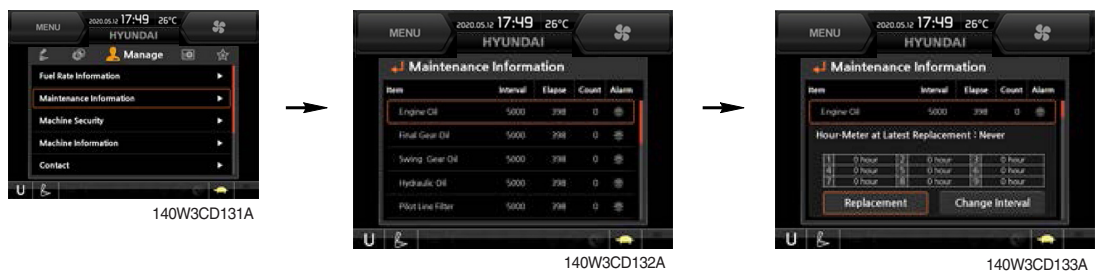 MENU
2020.05.12 17:49 26°C
HYUNDAI
Manage
Fuel Rate Information
Maintenance Information
Machine Security
Machine Information
Contact
U
140W3CD131A
MENU
2020.05.12 17:49 26°C
HYUNDAI
Maintenance Information
Item Interval Elapse Count Alarm
Engine Oil 5000 398 0
Final Gear Oil 5000 398 0
Swing Gear Oil 5000 398 0
Hydraulic Oil 5000 398 0
Pilot Line Filter 5000 398 0
U
140W3CD132A
MENU
2020.05.12 17:49 26°C
HYUNDAI
Maintenance Information
Item Interval Elapse Count Alarm
Engine Oil 5000 398 0
Hour-Meter at Latest Replacement : Never
1 0 hour 2 0 hour 3 0 hour
4 0 hour 5 0 hour 6 0 hour
7 0 hour 8 0 hour 9 0 hour
Replacement Change Interval
U
140W3CD133A